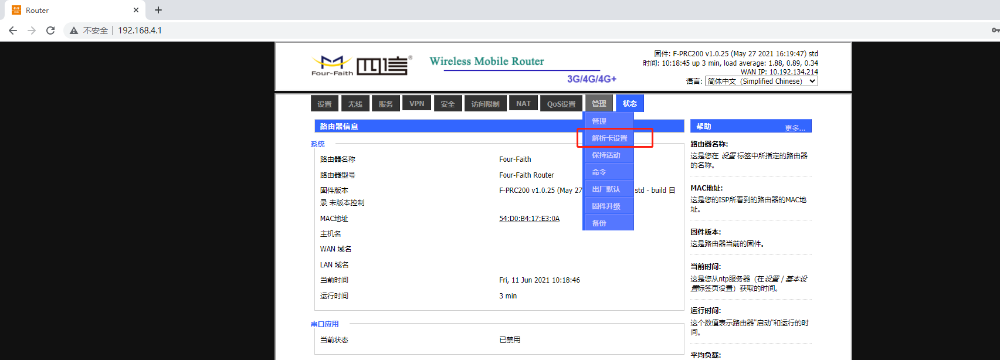 Router
不安全 192.168.4.1
Four-Faith 四信®
Wireless Mobile Router
3G/4G/4G+
固件: F-PRC200 v1.0.25 (May 27 2021 16:19:47) std
时间: 10:18:45 up 3 min, load average: 1.88, 0.89, 0.34
WAN IP: 10.192.134.214
语言: 简体中文 (Simplified Chinese)
设置 无线 服务 VPN 安全 访问限制 NAT QoS设置 管理 状态
管理
解析卡设置
保持活动
命令
出厂默认
固件升级
备份
路由器信息
系统
路由器名称 Four-Faith
路由器型号 Four-Faith Router
固件版本 F-PRC200 v1.0.25 (May 27 std - build 目
录 未版本控制
MAC地址 54:D0:B4:17:E3:0A
主机名
WAN 域名
LAN 域名
当前时间 Fri, 11 Jun 2021 10:18:46
运行时间 3 min
串口应用
当前状态 已禁用
帮助 更多...
路由器名称:
这是您在 设置 标签中所指定的路由器
的名称。
MAC地址:
这是您的ISP所看到的路由器的MAC地
址。
固件版本:
这是路由器当前的固件。
当前时间:
这是您从ntp服务器（在设置 / 基本设
置标签页设置）获取的时间。
运行时间:
这个数值表示路由器"启动"和运行的时
间。
平均负载: